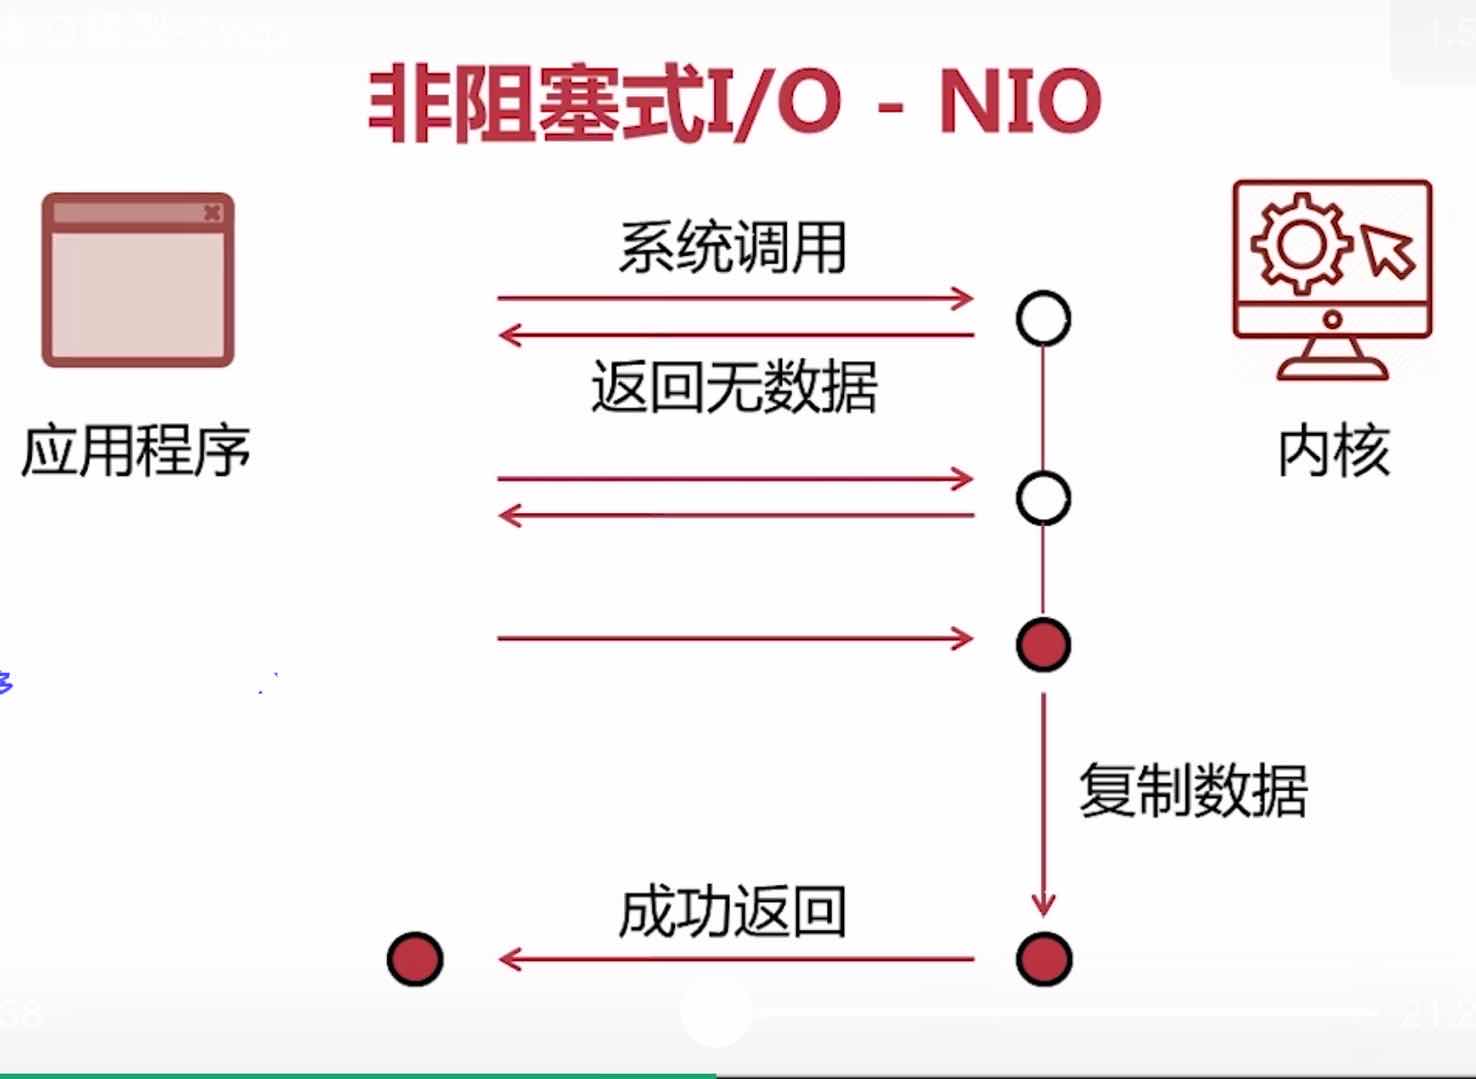 非阻塞式I/O - NIO
系统调用
返回无数据
应用程序
内核
复制数据
成功返回